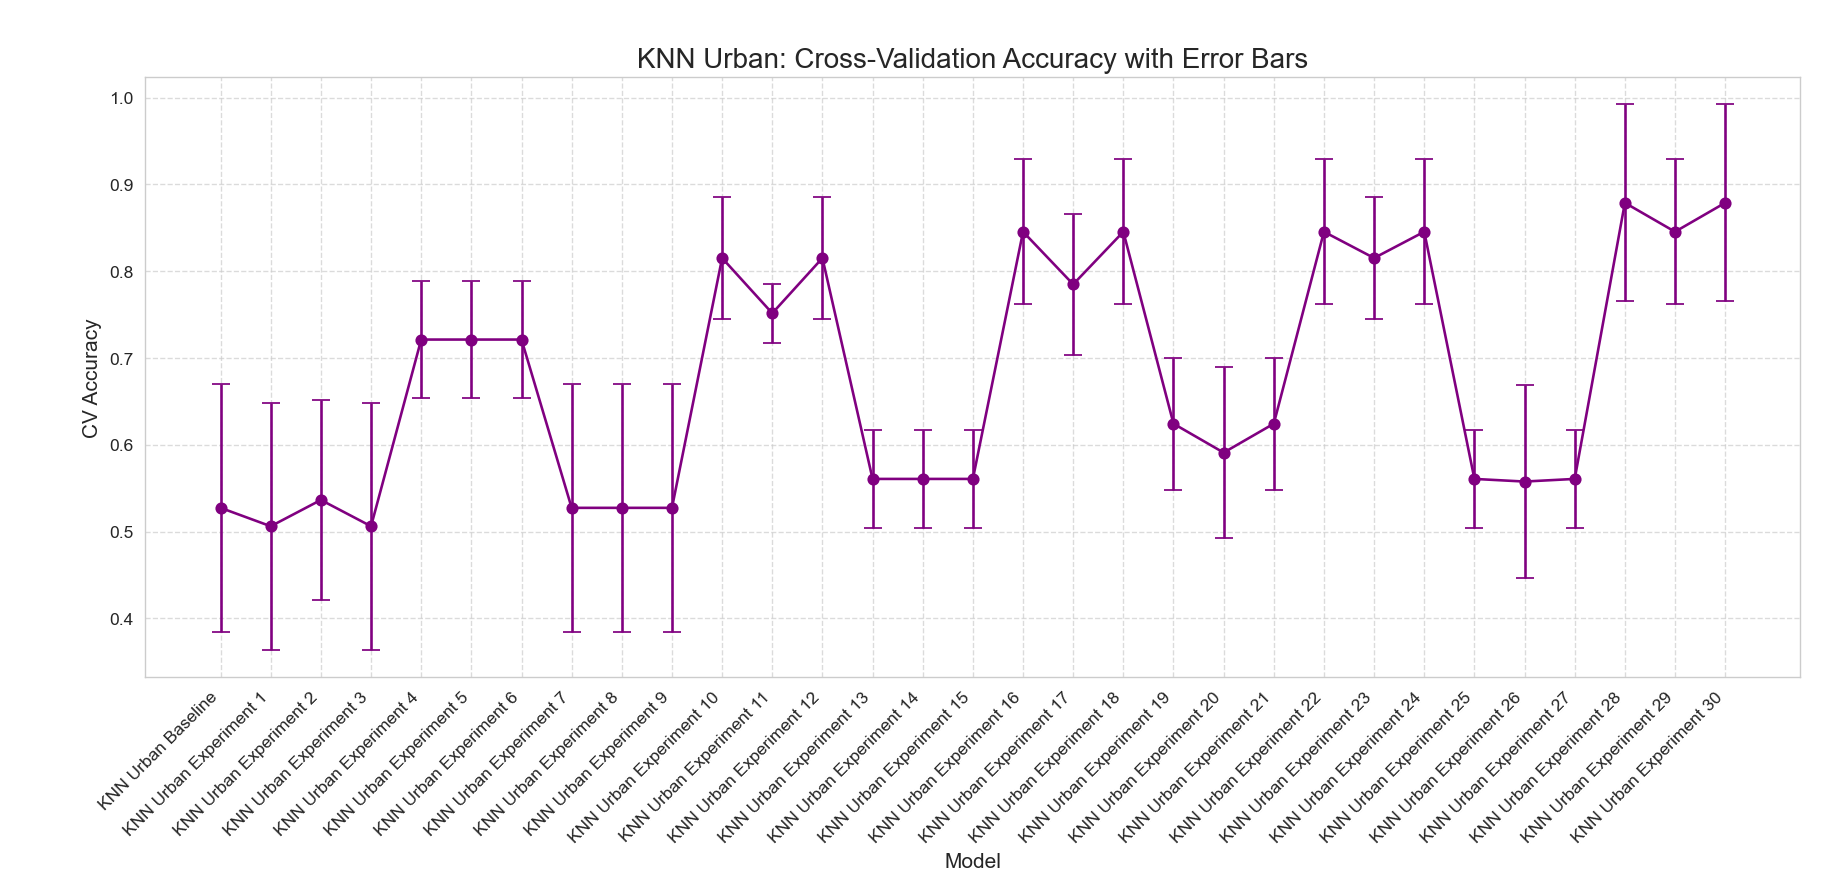 KNN Urban: Cross-Validation Accuracy with Error Bars
1.0
0.9
0.8
0.7
0.6
0.5
0.4
CV Accuracy
KNN Urban Baseline
KNN Urban Experiment 1
KNN Urban Experiment 2
KNN Urban Experiment 3
KNN Urban Experiment 4
KNN Urban Experiment 5
KNN Urban Experiment 6
KNN Urban Experiment 7
KNN Urban Experiment 8
KNN Urban Experiment 9
KNN Urban Experiment 10
KNN Urban Experiment 11
KNN Urban Experiment 12
KNN Urban Experiment 13
KNN Urban Experiment 14
KNN Urban Experiment 15
KNN Urban Experiment 16
KNN Urban Experiment 17
KNN Urban Experiment 18
KNN Urban Experiment 19
KNN Urban Experiment 20
KNN Urban Experiment 21
KNN Urban Experiment 22
KNN Urban Experiment 23
KNN Urban Experiment 24
KNN Urban Experiment 25
KNN Urban Experiment 26
KNN Urban Experiment 27
KNN Urban Experiment 28
KNN Urban Experiment 29
KNN Urban Experiment 30
Model